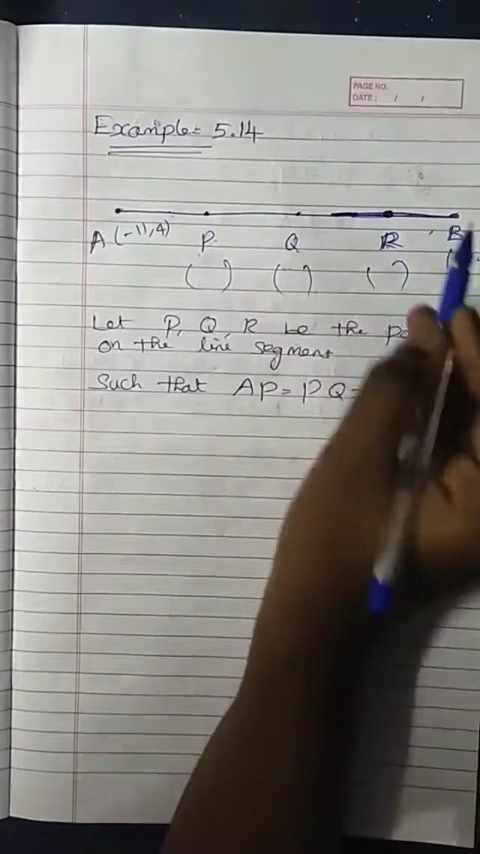 PAGE NO.
DATE: / /
Example: 5.14
A (-11,4) P Q R B
( ) ( ) ( ) (
Let P, Q, R be the
on the line segment
Such that AP = PQ =